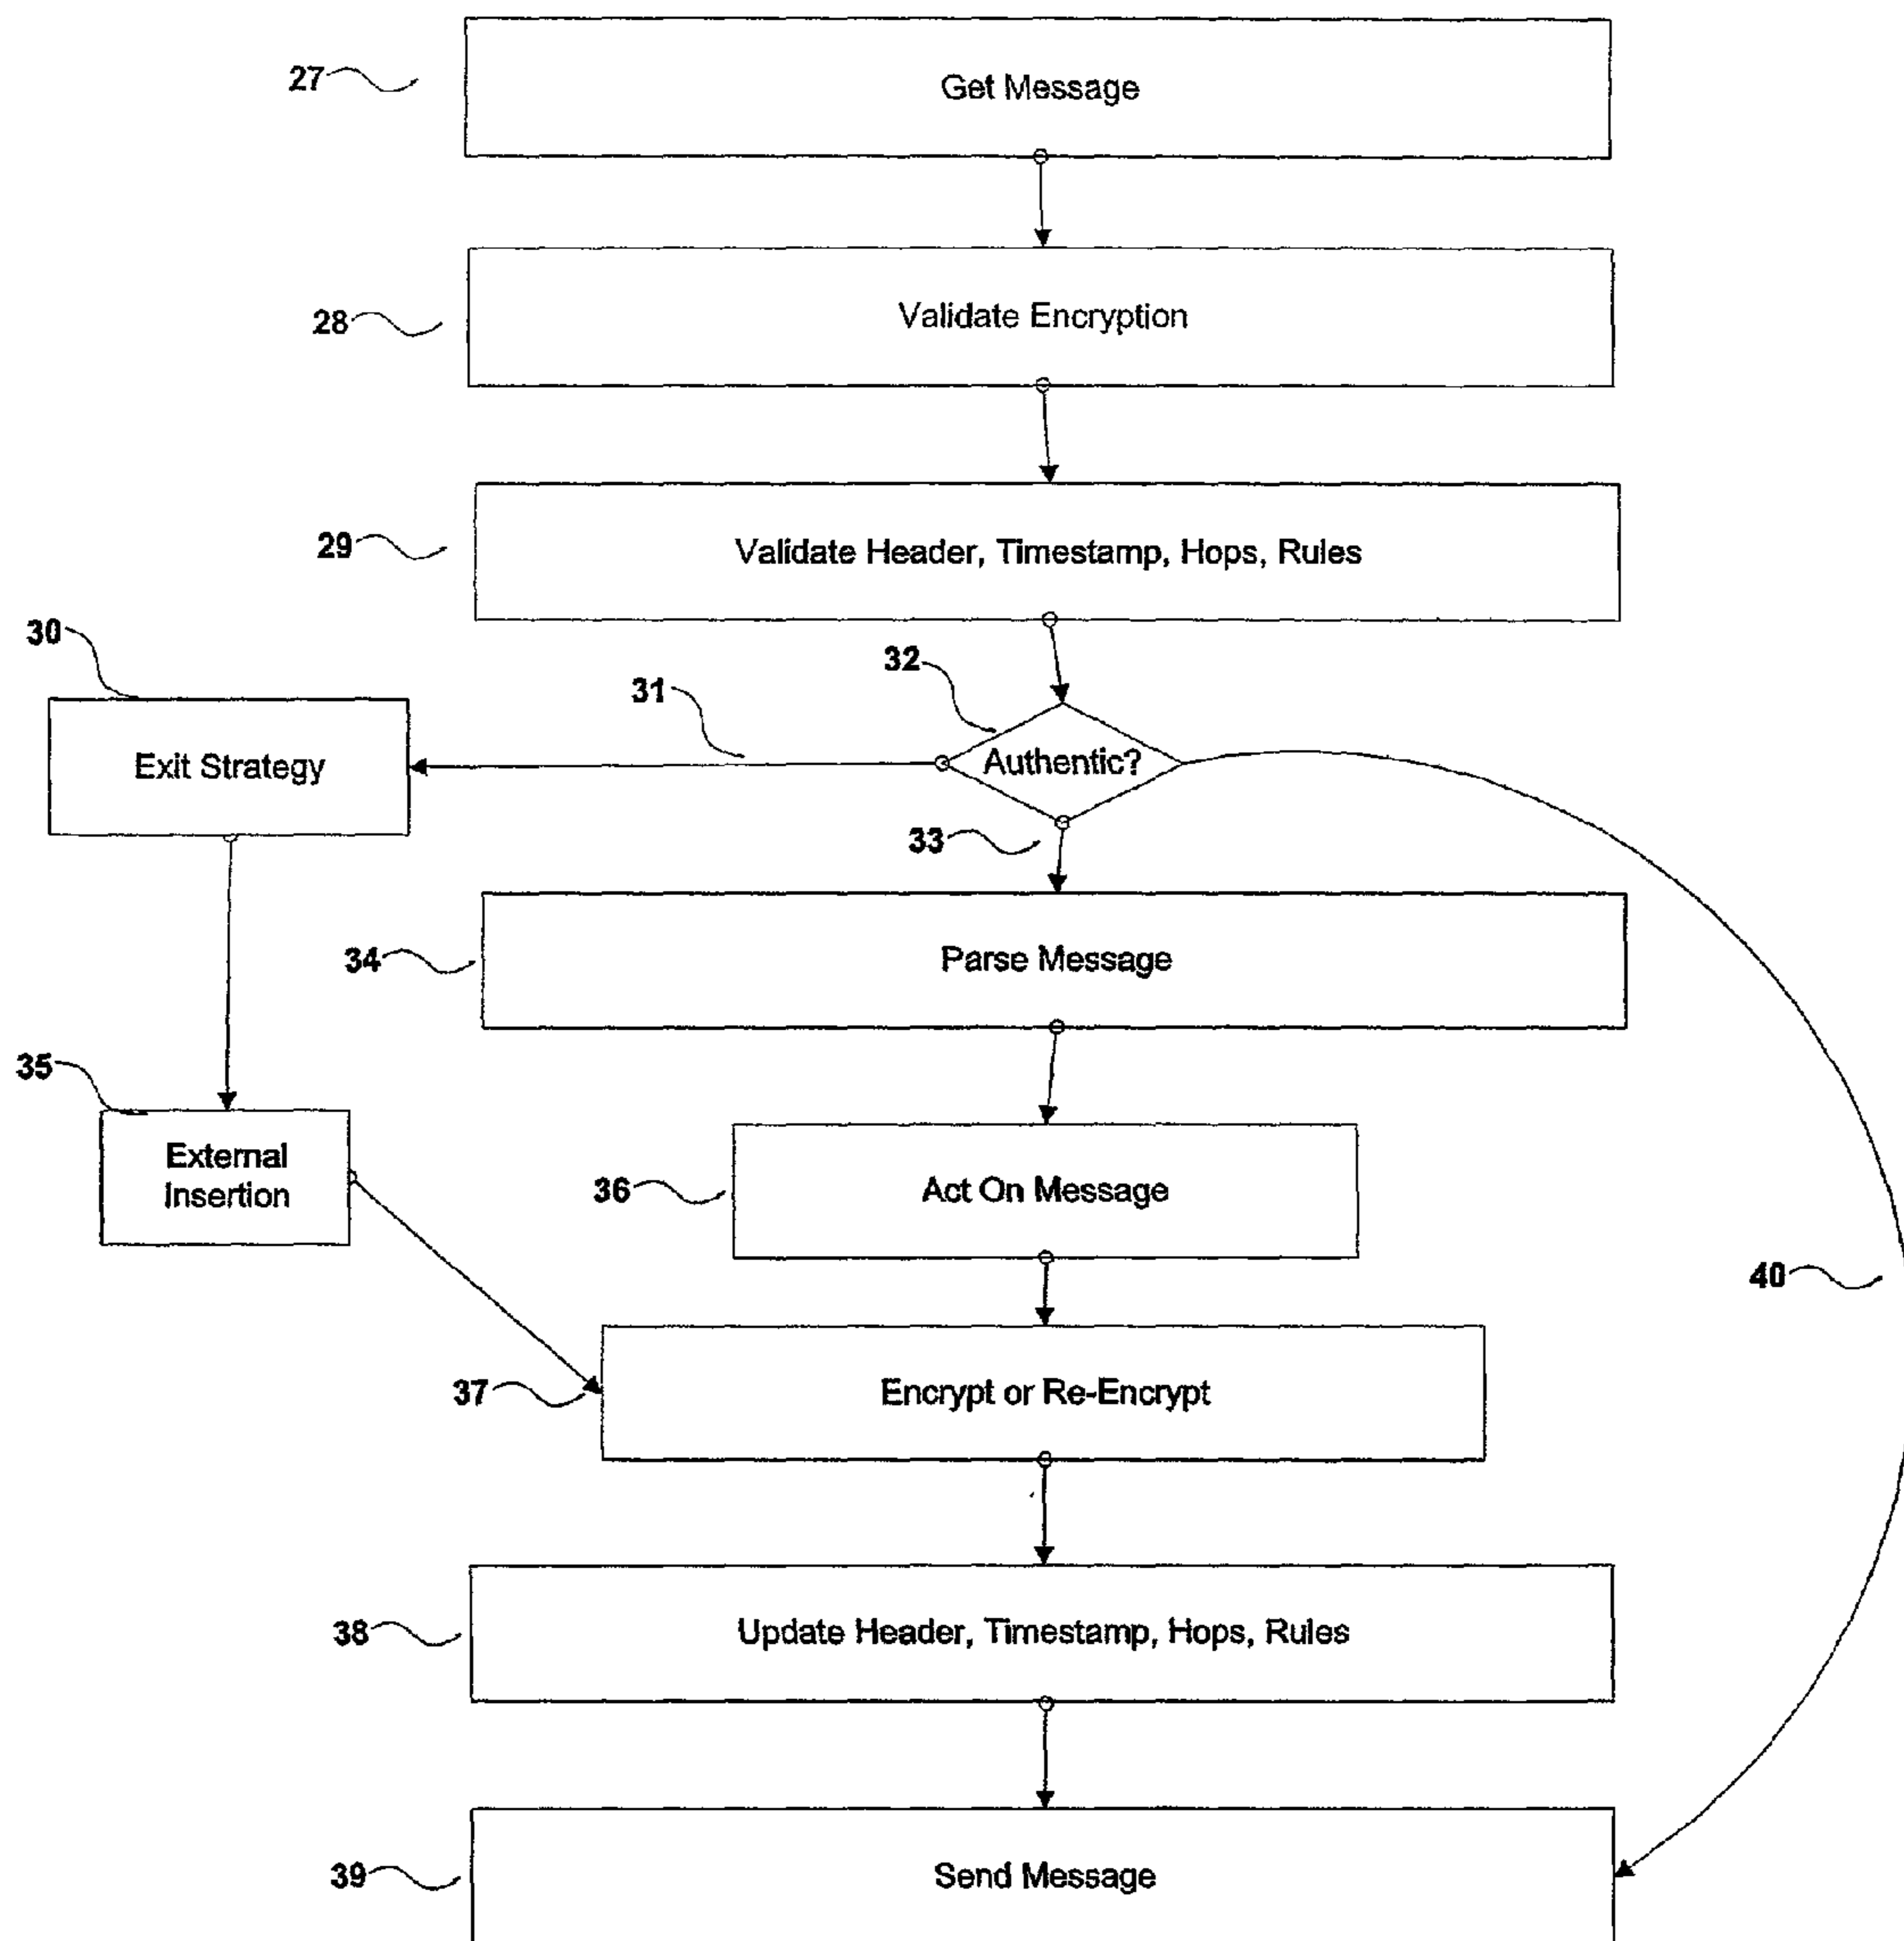 27
Get Message
28
Validate Encryption
29
Validate Header, Timestamp, Hops, Rules
30
31
32
Exit Strategy
Authentic?
33
34
Parse Message
35
External
Insertion
36
Act On Message
40
37
Encrypt or Re-Encrypt
38
Update Header, Timestamp, Hops, Rules
39
Send Message